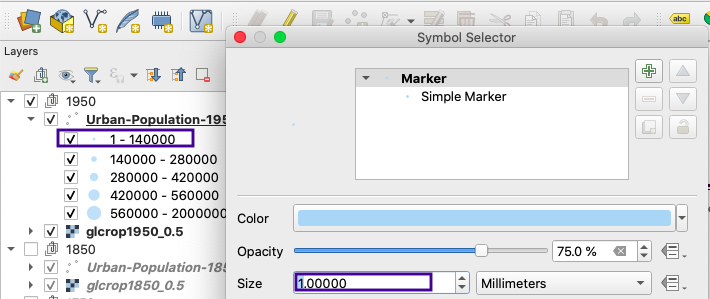 abc
Symbol Selector
Layers
1950
Urban-Population-195
1 - 140000
140000 - 280000
280000 - 420000
420000 - 560000
560000 - 2000000
glcrop1950_0.5
1850
Urban-Population-185
glcrop1850_0.5
Marker
Simple Marker
Color
Opacity
75.0 %
Size
1.00000
Millimeters